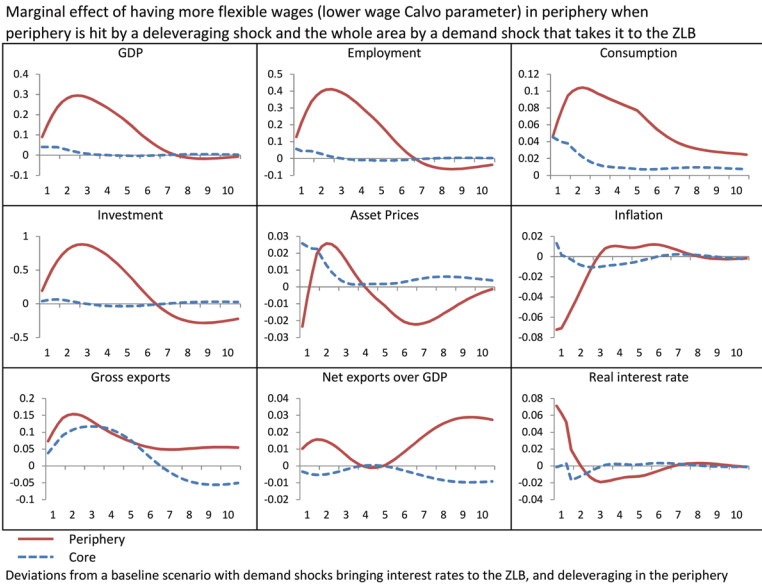 Marginal effect of having more flexible wages (lower wage Calvo parameter) in periphery when
periphery is hit by a deleveraging shock and the whole area by a demand shock that takes it to the ZLB
GDP
0.4
0.3
0.2
0.1
0
-0.1
1 2 3 4 5 6 7 8 9 10
Employment
0.5
0.4
0.3
0.2
0.1
0
-0.1
1 2 3 4 5 6 7 8 9 10
Consumption
0.12
0.1
0.08
0.06
0.04
0.02
0
1 2 3 4 5 6 7 8 9 10
Investment
1
0.5
0
-0.5
1 2 3 4 5 6 7 8 9 10
Asset Prices
0.03
0.02
0.01
0
-0.01
-0.02
-0.03
1 2 3 4 5 6 7 8 9 10
Inflation
0.02
0
-0.02
-0.04
-0.06
-0.08
1 2 3 4 5 6 7 8 9 10
Gross exports
0.2
0.15
0.1
0.05
0
-0.05
-0.1
1 2 3 4 5 6 7 8 9 10
Net exports over GDP
0.04
0.03
0.02
0.01
0
-0.01
-0.02
1 2 3 4 5 6 7 8 9 10
Real interest rate
0.08
0.06
0.04
0.02
0
-0.02
-0.04
1 2 3 4 5 6 7 8 9 10
Periphery
Core
Deviations from a baseline scenario with demand shocks bringing interest rates to the ZLB, and deleveraging in the periphery